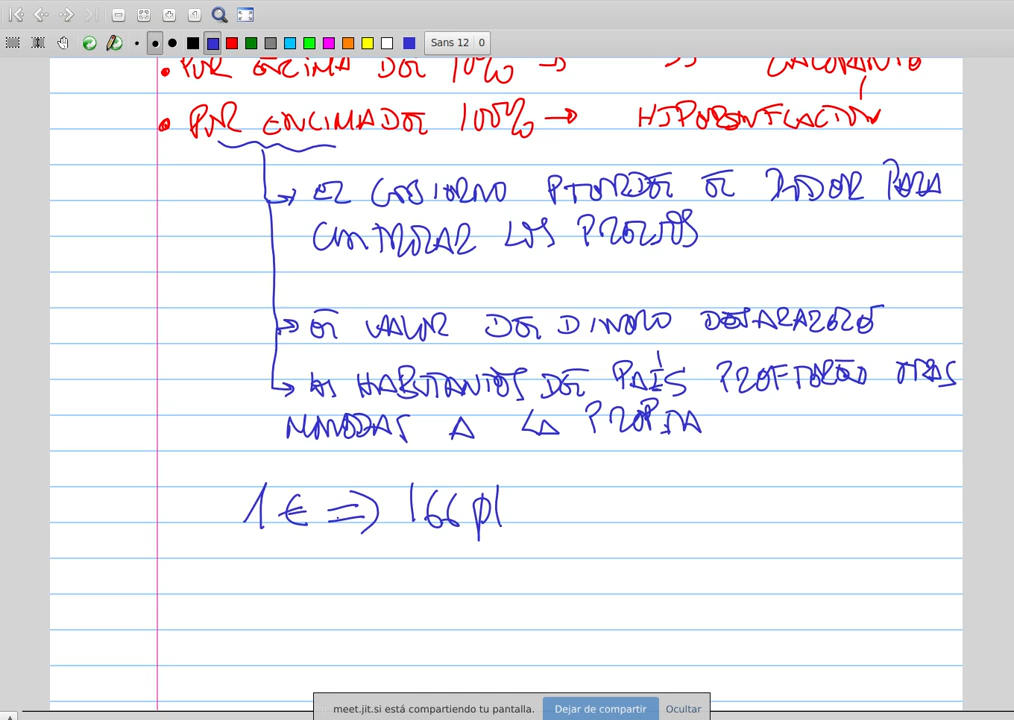 Sans 12 0
• POR ENCIMA DEL 10% → " GALOPANTE
• POR ENCIMA DEL 100% → HIPERINFLACIÓN
→ EL GOBIERNO PIERDE EL PODER PARA
CONTROLAR LOS PRECIOS
→ EL VALOR DEL DINERO DESAPARECE
→ LOS HABITANTES DEL PAÍS PREFIEREN OTRAS
MONEDAS A LA PROPIA
1 € ⇒ 166 pt
meet.jit.si está compartiendo tu pantalla. Dejar de compartir Ocultar